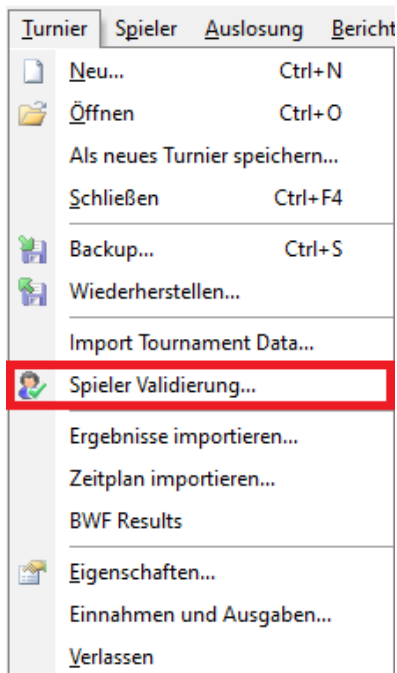 Turnier Spieler Auslosung Bericht
Neu... Ctrl+N
Öffnen Ctrl+O
Als neues Turnier speichern...
Schließen Ctrl+F4
Backup... Ctrl+S
Wiederherstellen...
Import Tournament Data...
Spieler Validierung...
Ergebnisse importieren...
Zeitplan importieren...
BWF Results
Eigenschaften...
Einnahmen und Ausgaben...
Verlassen